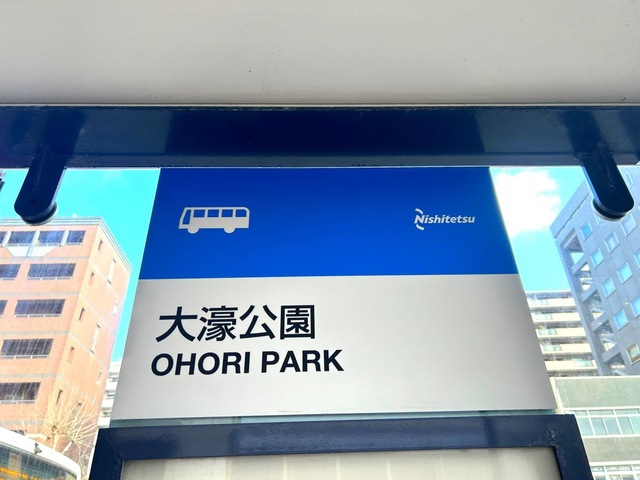 Nishitetsu
大濠公園
OHORI PARK